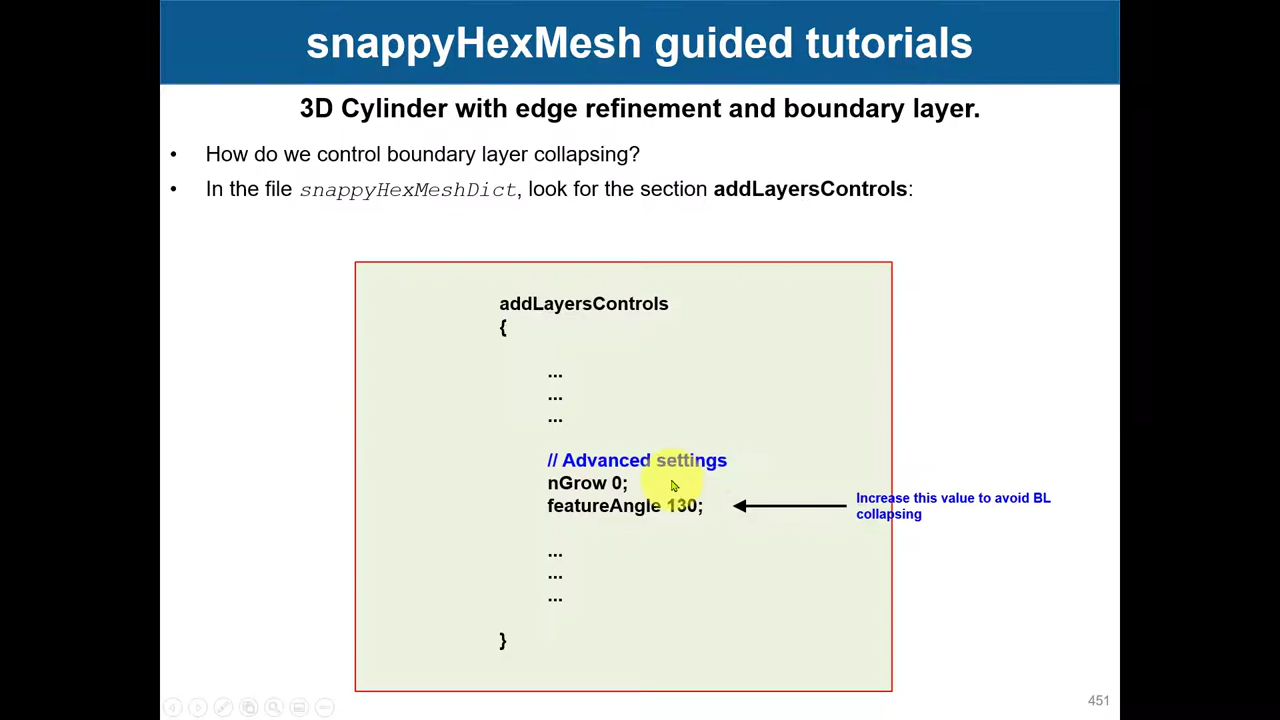 snappyHexMesh guided tutorials
3D Cylinder with edge refinement and boundary layer.
• How do we control boundary layer collapsing?
• In the file snappyHexMeshDict, look for the section addLayersControls:
addLayersControls
{
...
...
...
// Advanced settings
nGrow 0;
featureAngle 130;
Increase this value to avoid BL
collapsing
...
...
...
}
451